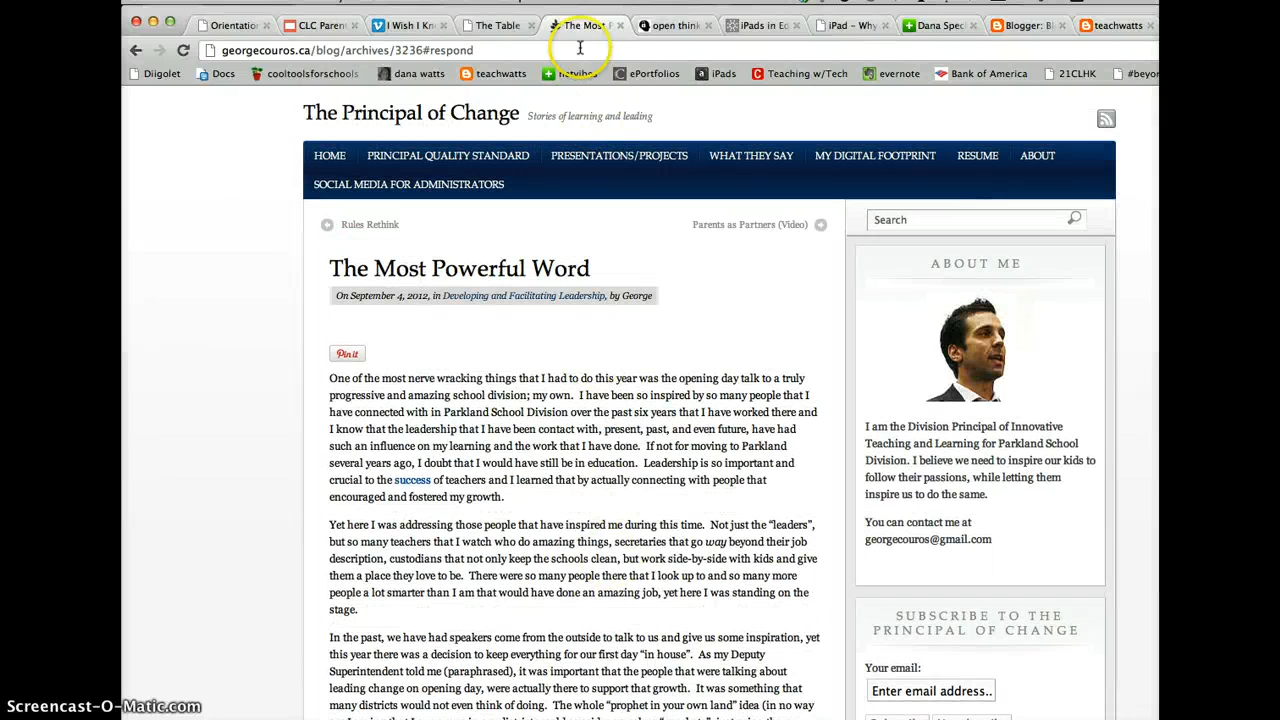 Orientatio
CLC Paren
I Wish I Kn
The Table
The Most P
open think
iPads in Ed
iPad – Why
Dana Spec
Blogger: Bl
teachwatts
georgecouros.ca/blog/archives/3236#respond
Diigolet
Docs
cooltoolsforschools
dana watts
teachwatts
netvibes
ePortfolios
iPads
Teaching w/Tech
evernote
Bank of America
21CLHK
#beyon
The Principal of Change
Stories of learning and leading
HOME
PRINCIPAL QUALITY STANDARD
PRESENTATIONS/PROJECTS
WHAT THEY SAY
MY DIGITAL FOOTPRINT
RESUME
ABOUT
SOCIAL MEDIA FOR ADMINISTRATORS
Rules Rethink
Parents as Partners (Video)
Search
The Most Powerful Word
On September 4, 2012, in Developing and Facilitating Leadership, by George
Pin it
One of the most nerve wracking things that I had to do this year was the opening day talk to a truly
progressive and amazing school division; my own. I have been so inspired by so many people that I
have connected with in Parkland School Division over the past six years that I have worked there and
I know that the leadership that I have been contact with, present, past, and even future, have had
such an influence on my learning and the work that I have done. If not for moving to Parkland
several years ago, I doubt that I would have still be in education. Leadership is so important and
crucial to the success of teachers and I learned that by actually connecting with people that
encouraged and fostered my growth.
Yet here I was addressing those people that have inspired me during this time. Not just the “leaders”,
but so many teachers that I watch who do amazing things, secretaries that go way beyond their job
description, custodians that not only keep the schools clean, but work side-by-side with kids and give
them a place they love to be. There were so many people there that I look up to and so many more
people a lot smarter than I am that would have done an amazing job, yet here I was standing on the
stage.
In the past, we have had speakers come from the outside to talk to us and give us some inspiration, yet
this year there was a decision to keep everything for our first day “in house”. As my Deputy
Superintendent told me (paraphrased), it was important that the people that were talking about
leading change on opening day, were actually there to support that growth. It was something that
many districts would not even think of doing. The whole “prophet in your own land” idea (in no way
ABOUT ME
I am the Division Principal of Innovative
Teaching and Learning for Parkland School
Division. I believe we need to inspire our kids to
follow their passions, while letting them
inspire us to do the same.
You can contact me at
georgecouros@gmail.com
SUBSCRIBE TO THE
PRINCIPAL OF CHANGE
Your email:
Enter email address..
Screencast-O-Matic.com